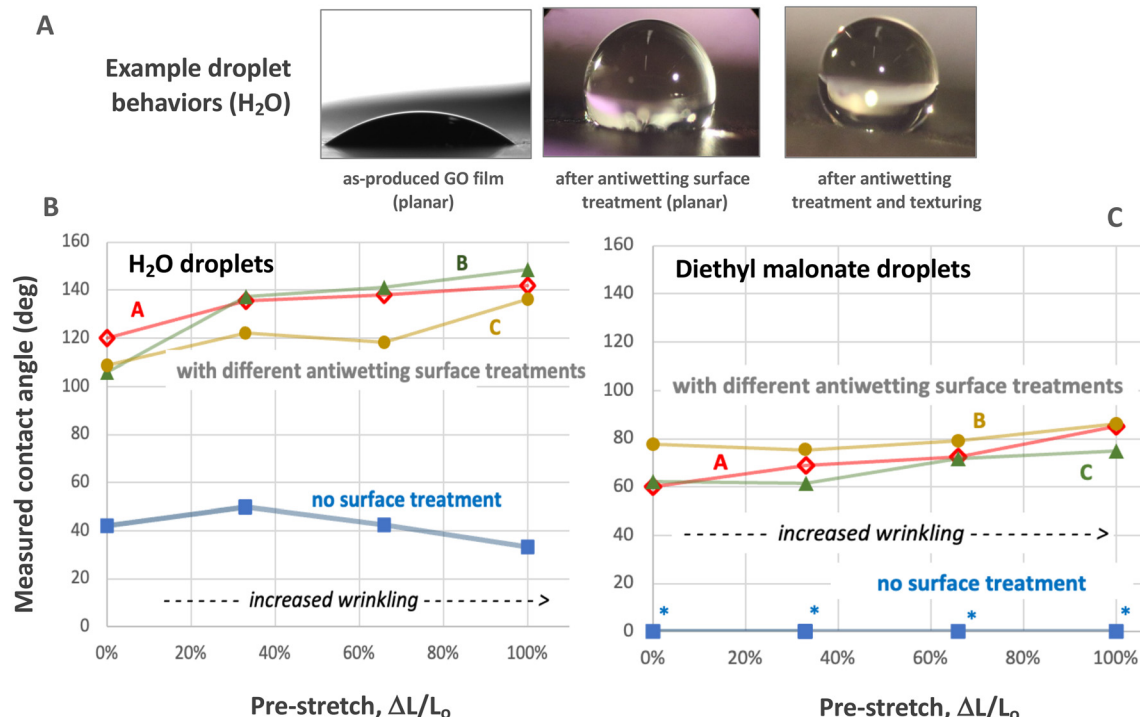 A
Example droplet
behaviors (H₂O)
as-produced GO film
(planar)
after antiwetting surface
treatment (planar)
after antiwetting
treatment and texturing
B
Measured contact angle (deg)
160
140
120
100
80
60
40
20
0
H₂O droplets
A
B
C
with different antiwetting surface treatments
no surface treatment
- - - - - - - increased wrinkling - - - - - - - - >
0%
20%
40%
60%
80%
100%
Pre-stretch, ΔL/Lₒ
C
160
140
120
100
80
60
40
20
0
Diethyl malonate droplets
with different antiwetting surface treatments
A
B
C
- - - - - - - increased wrinkling - - - - - - - - >
no surface treatment
* * * *
0%
20%
40%
60%
80%
100%
Pre-stretch, ΔL/Lₒ